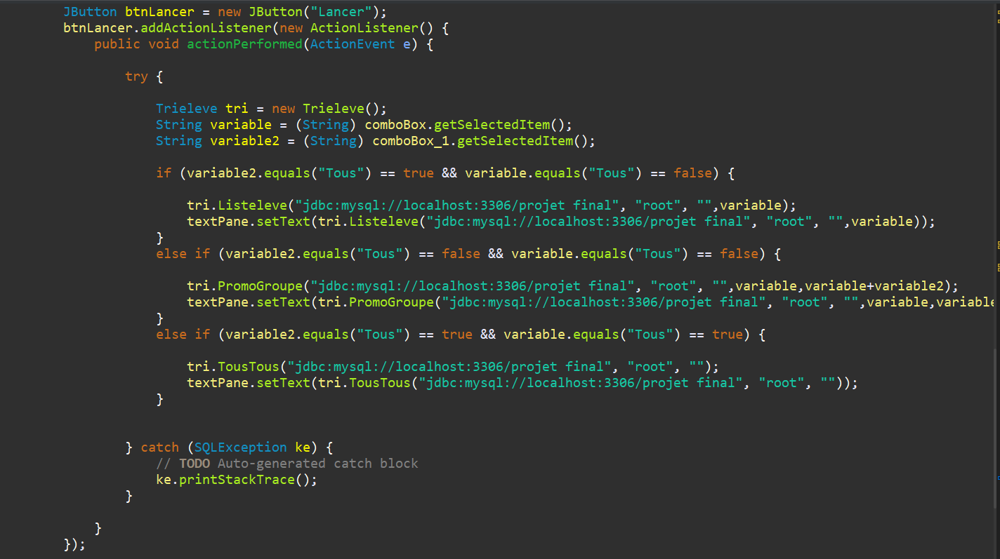 JButton btnLancer = new JButton("Lancer");
btnLancer.addActionListener(new ActionListener() {
public void actionPerformed(ActionEvent e) {
try {
Trieleve tri = new Trieleve();
String variable = (String) comboBox.getSelectedItem();
String variable2 = (String) comboBox_1.getSelectedItem();
if (variable2.equals("Tous") == true && variable.equals("Tous") == false) {
tri.Listeleve("jdbc:mysql://localhost:3306/projet final", "root", "",variable);
textPane.setText(tri.Listeleve("jdbc:mysql://localhost:3306/projet final", "root", "",variable));
}
else if (variable2.equals("Tous") == false && variable.equals("Tous") == false) {
tri.PromoGroupe("jdbc:mysql://localhost:3306/projet final", "root", "",variable,variable+variable2);
textPane.setText(tri.PromoGroupe("jdbc:mysql://localhost:3306/projet final", "root", "",variable,variable
}
else if (variable2.equals("Tous") == true && variable.equals("Tous") == true) {
tri.TousTous("jdbc:mysql://localhost:3306/projet final", "root", "");
textPane.setText(tri.TousTous("jdbc:mysql://localhost:3306/projet final", "root", ""));
}
} catch (SQLException ke) {
// TODO Auto-generated catch block
ke.printStackTrace();
}
}
});